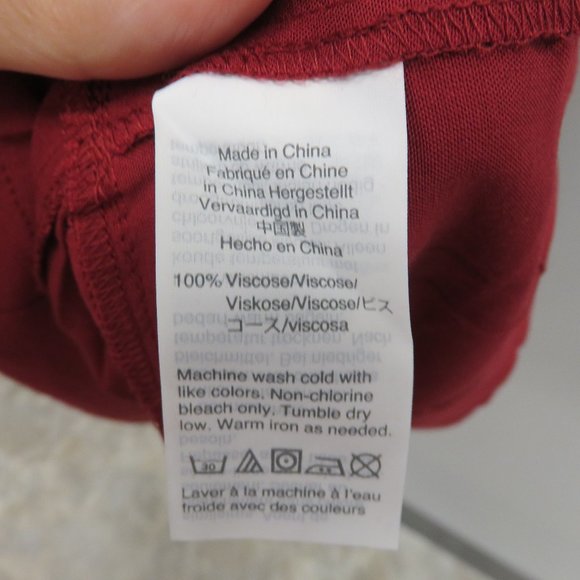 Made in China
Fabriqué en Chine
in China Hergestellt
Vervaardigd in China
中国製
Hecho en China
100% Viscose/Viscose/
Viskose/Viscose/ビス
コース/viscosa
Machine wash cold with
like colors. Non-chlorine
bleach only. Tumble dry
low. Warm iron as needed.
30
Laver à la machine à l'eau
froide avec des couleurs